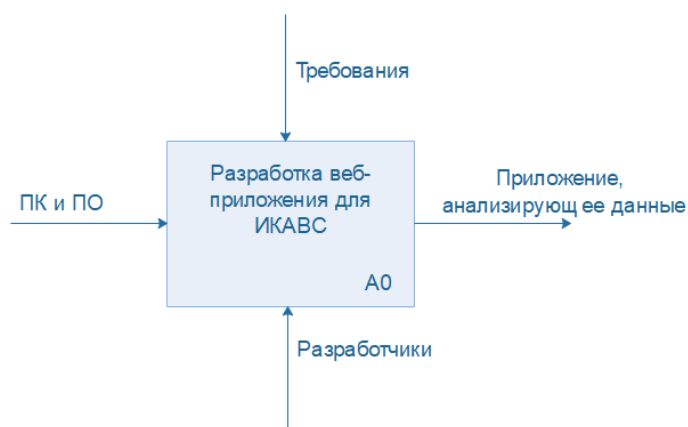 Требования
Разработка веб-
приложения для
ИКАВС
А0
ПК и ПО
Приложение,
анализирующ ее данные
Разработчики